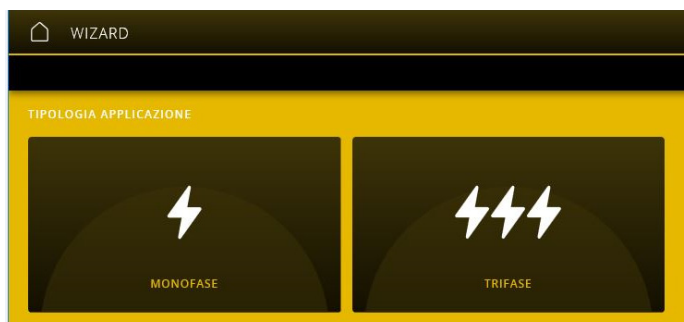 WIZARD
TIPOLOGIA APPLICAZIONE
MONOFASE
TRIFASE